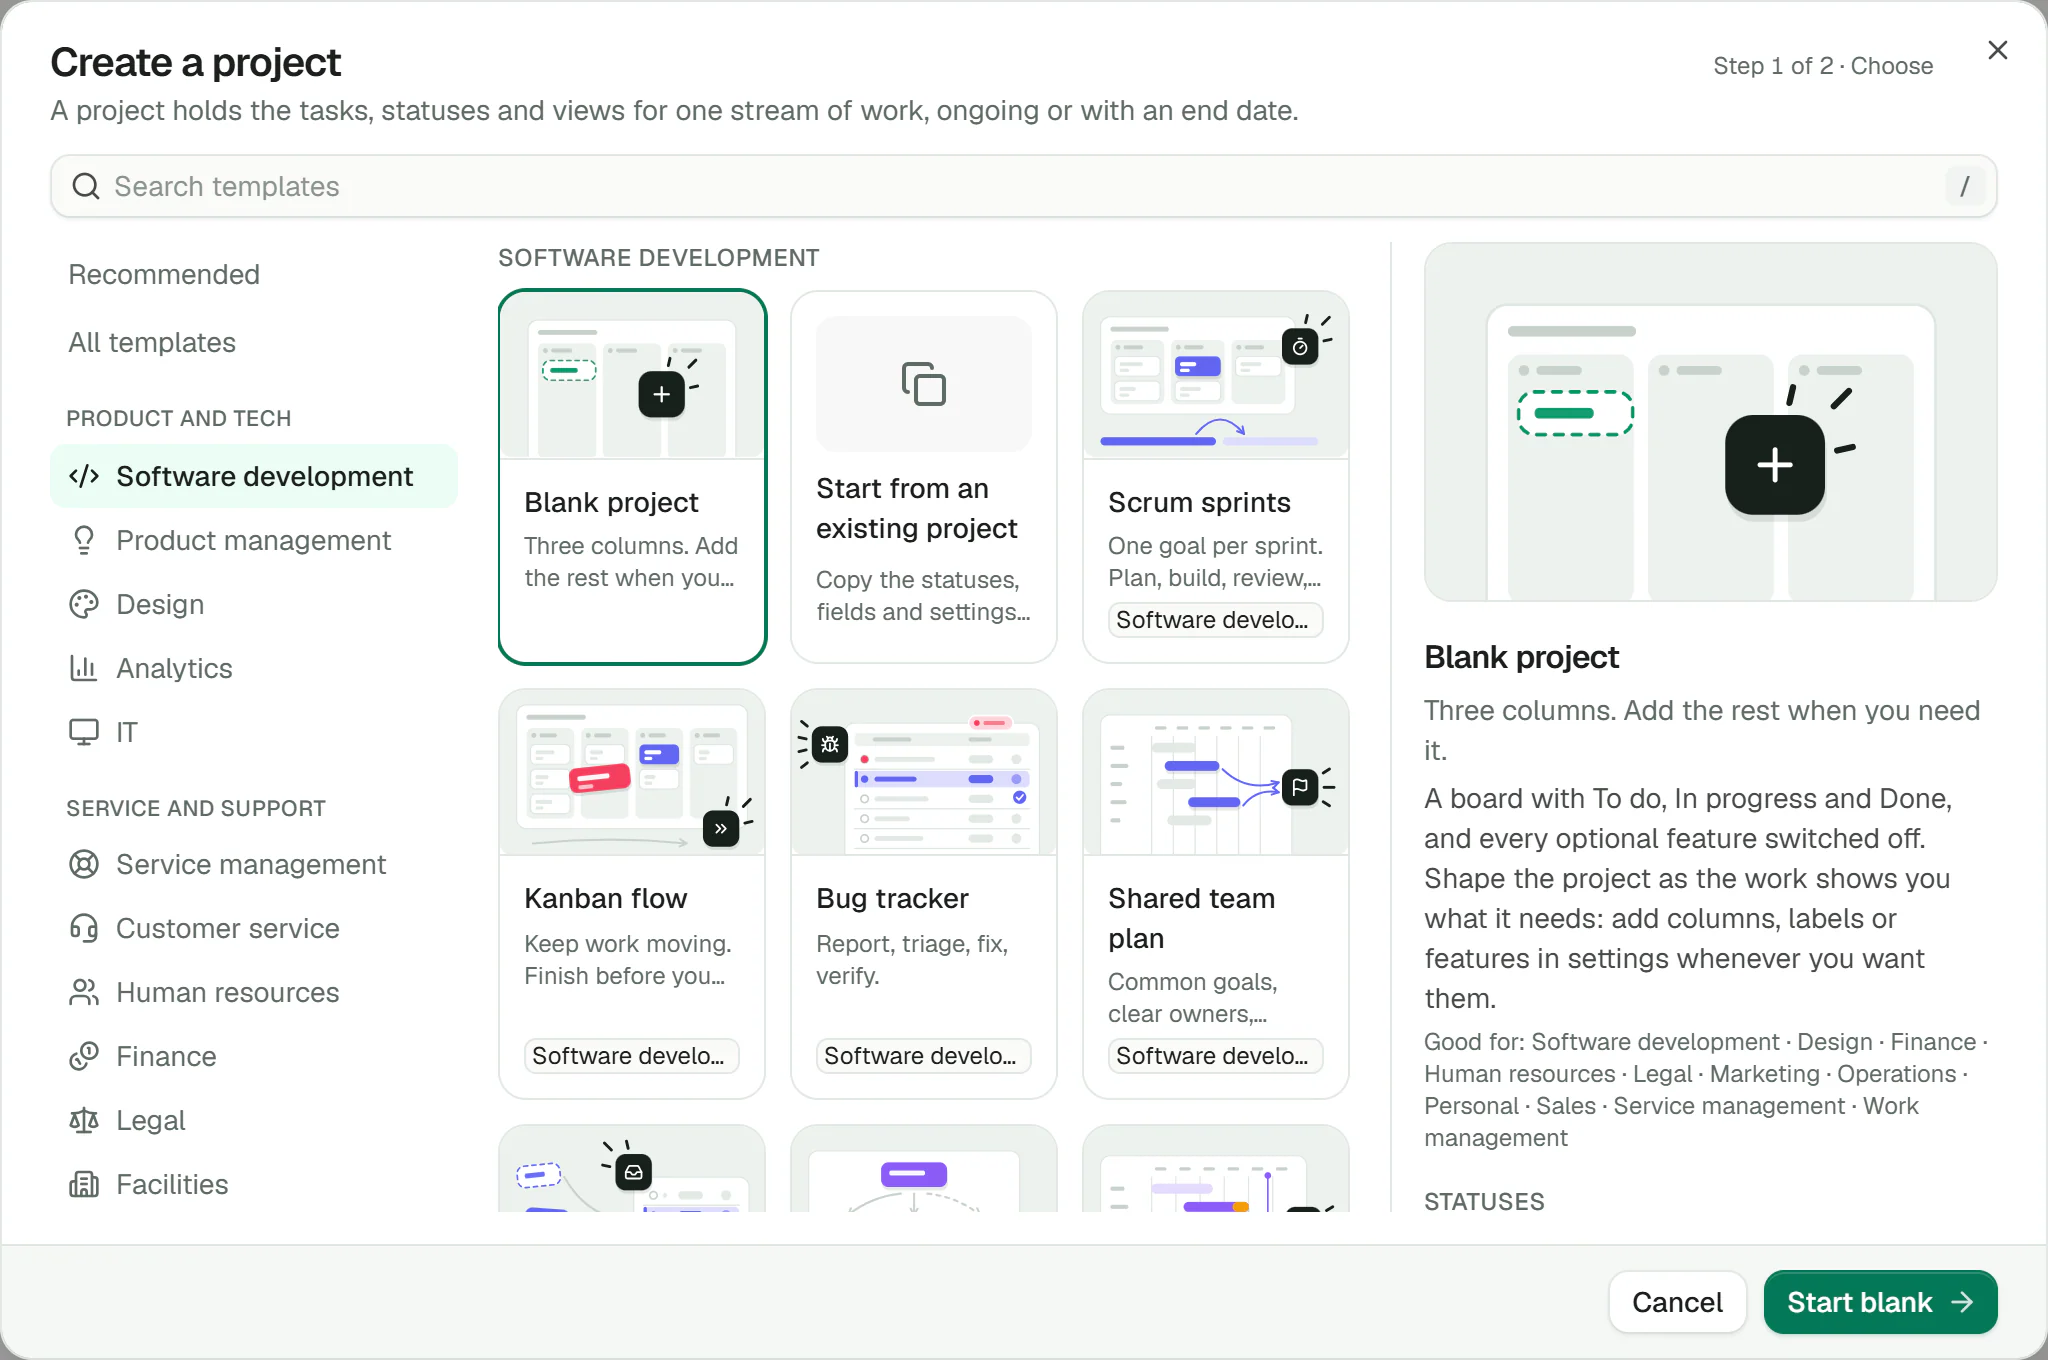 Create a project
A project holds the tasks, statuses and views for one stream of work, ongoing or with an end date.
Step 1 of 2 · Choose
Search templates
/
Recommended
All templates
PRODUCT AND TECH
Software development
Product management
Design
Analytics
IT
SERVICE AND SUPPORT
Service management
Customer service
Human resources
Finance
Legal
Facilities
SOFTWARE DEVELOPMENT
Blank project
Three columns. Add
the rest when you…
Start from an
existing project
Copy the statuses,
fields and settings…
Scrum sprints
One goal per sprint.
Plan, build, review,…
Software develo…
Kanban flow
Keep work moving.
Finish before you…
Software develo…
Bug tracker
Report, triage, fix,
verify.
Software develo…
Shared team
plan
Common goals,
clear owners,…
Software develo…
Blank project
Three columns. Add the rest when you need
it.
A board with To do, In progress and Done,
and every optional feature switched off.
Shape the project as the work shows you
what it needs: add columns, labels or
features in settings whenever you want
them.
Good for: Software development · Design · Finance ·
Human resources · Legal · Marketing · Operations ·
Personal · Sales · Service management · Work
management
STATUSES
Cancel
Start blank